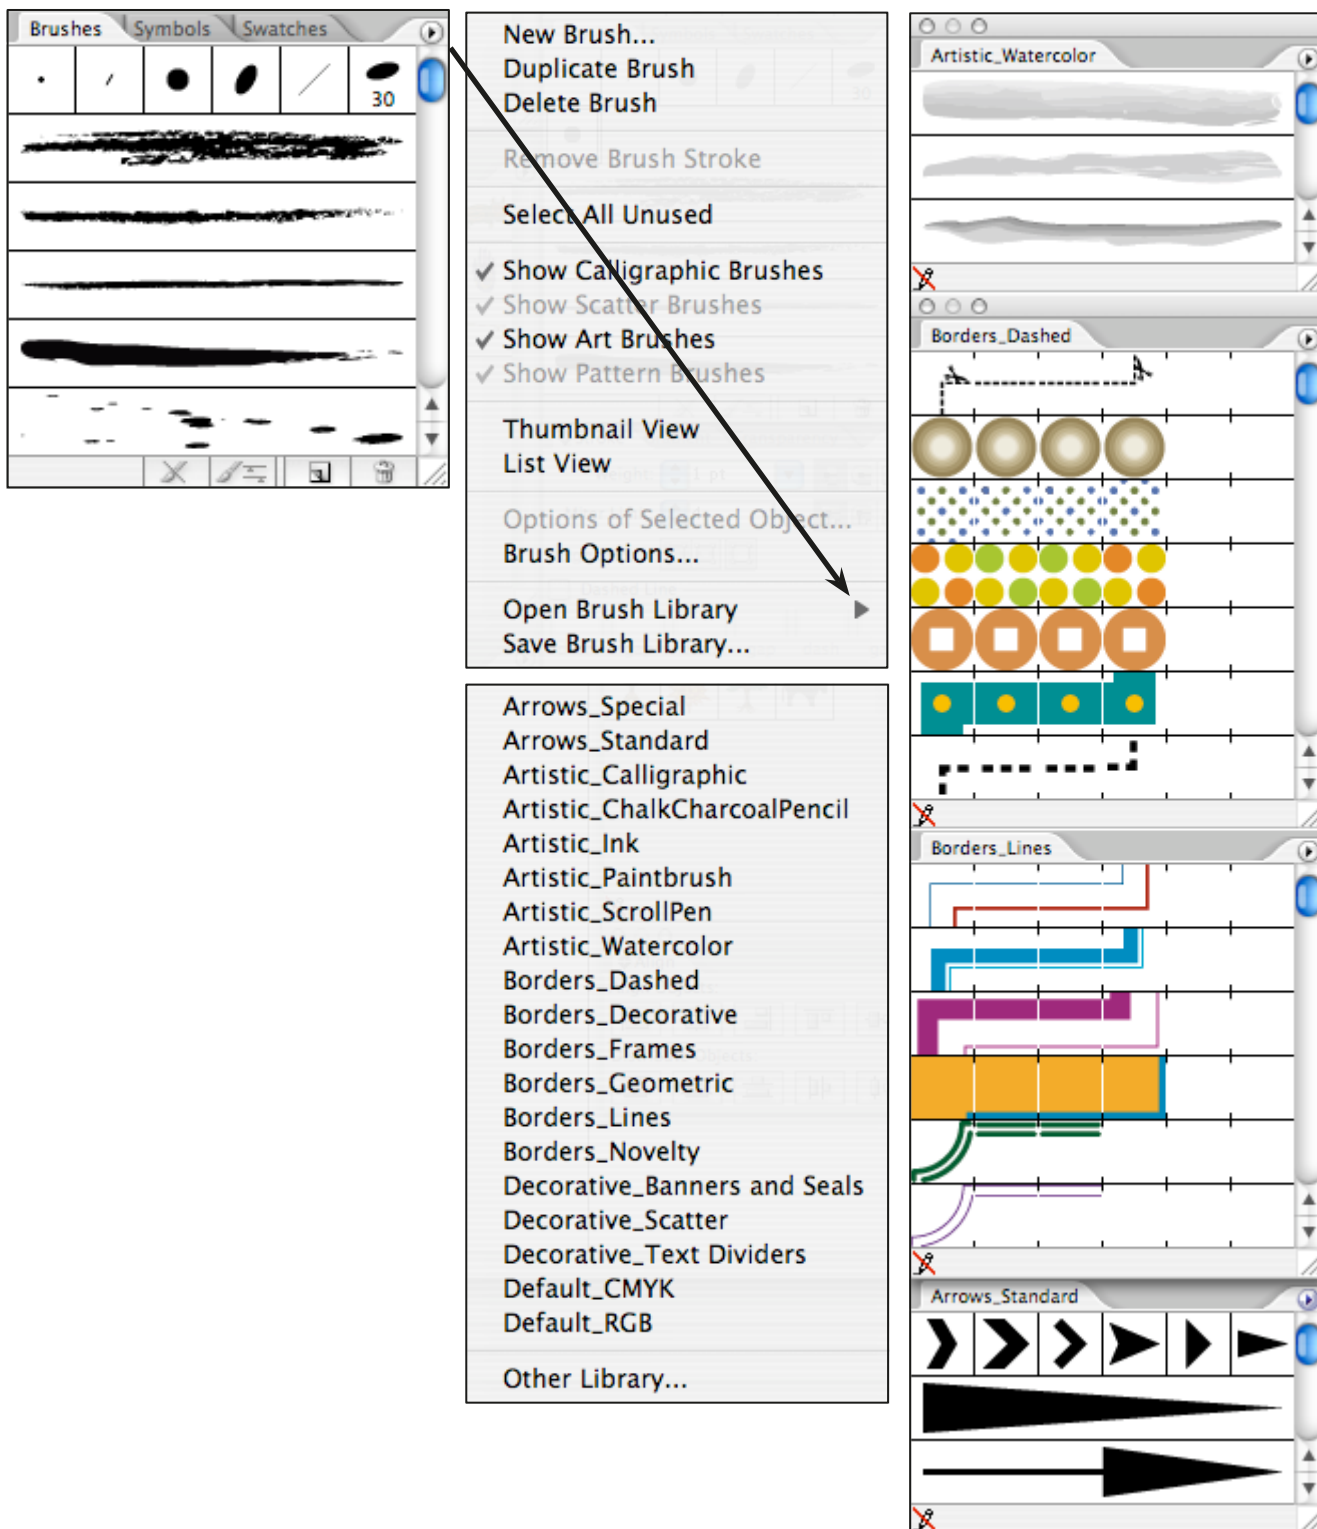 Brushes Symbols Swatches
30
New Brush...
Duplicate Brush
Delete Brush
Remove Brush Stroke
Select All Unused
Show Calligraphic Brushes
Show Scatter Brushes
Show Art Brushes
Show Pattern Brushes
Thumbnail View
List View
Options of Selected Object...
Brush Options...
Open Brush Library
Save Brush Library...
Arrows_Special
Arrows_Standard
Artistic_Calligraphic
Artistic_ChalkCharcoalPencil
Artistic_Ink
Artistic_Paintbrush
Artistic_ScrollPen
Artistic_Watercolor
Borders_Dashed
Borders_Decorative
Borders_Frames
Borders_Geometric
Borders_Lines
Borders_Novelty
Decorative_Banners and Seals
Decorative_Scatter
Decorative_Text Dividers
Default_CMYK
Default_RGB
Other Library...
Artistic_Watercolor
Borders_Dashed
Borders_Lines
Arrows_Standard